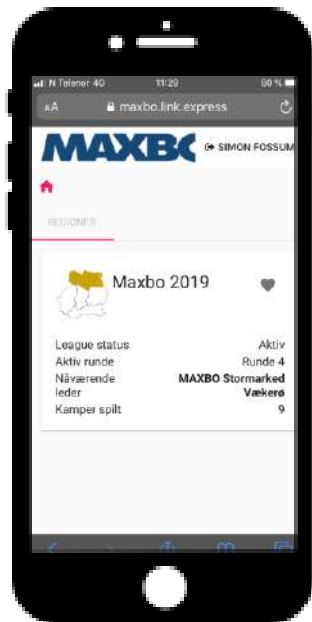 N Telenor 4G 11:29 80 %
AA maxbo.link.express
MAXBO SIMON FOSSUM
REGIONER
Maxbo 2019
League status Aktiv
Aktiv runde Runde 4
Nåværende leder MAXBO Stormarked Vækerø
Kamper spilt 9